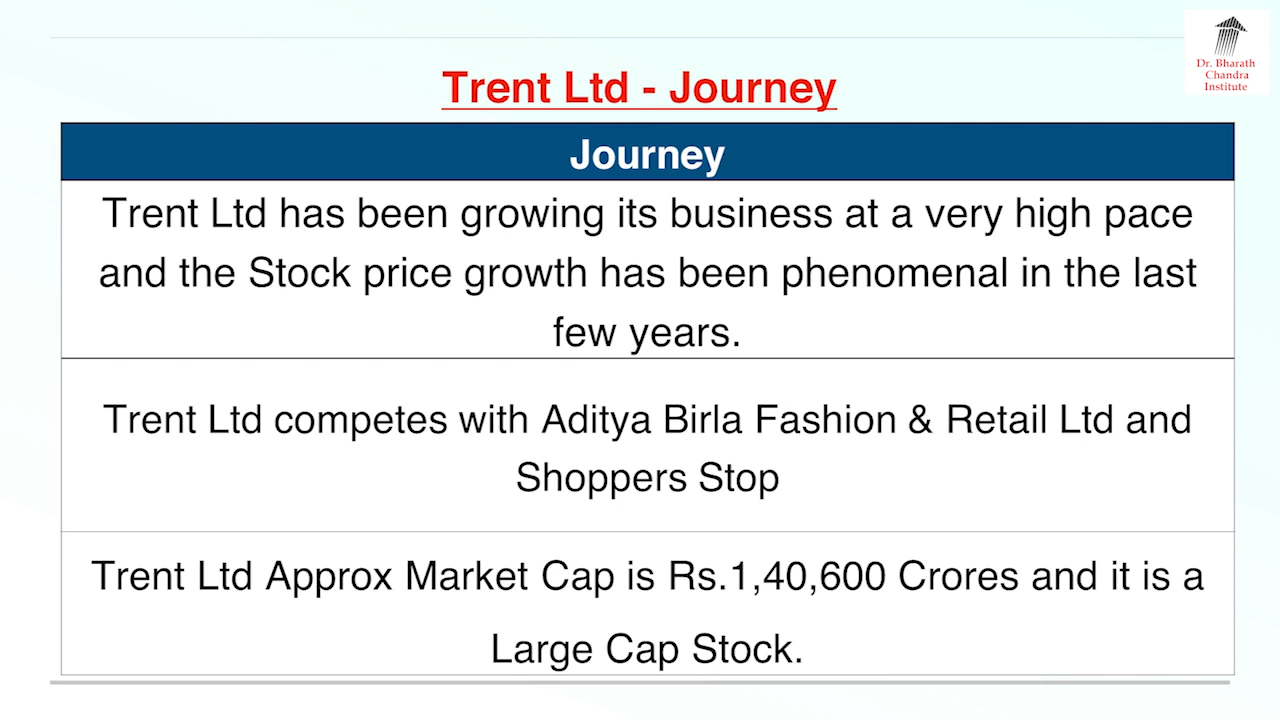 Dr. Bharath
Chandra
Institute
Trent Ltd - Journey
Journey
Trent Ltd has been growing its business at a very high pace
and the Stock price growth has been phenomenal in the last
few years.
Trent Ltd competes with Aditya Birla Fashion & Retail Ltd and
Shoppers Stop
Trent Ltd Approx Market Cap is Rs.1,40,600 Crores and it is a
Large Cap Stock.